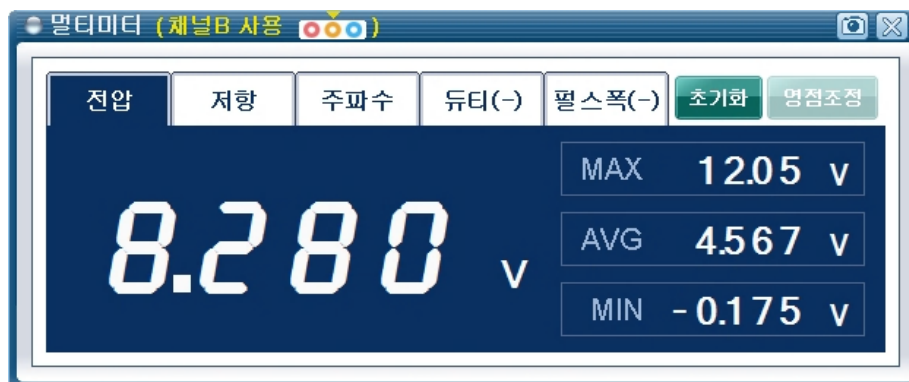 멀티미터 (채널B 사용)
전압 저항 주파수 듀티(-) 펄스폭(-) 초기화 영점조정
8.280 v
MAX 12.05 v
AVG 4.567 v
MIN -0.175 v